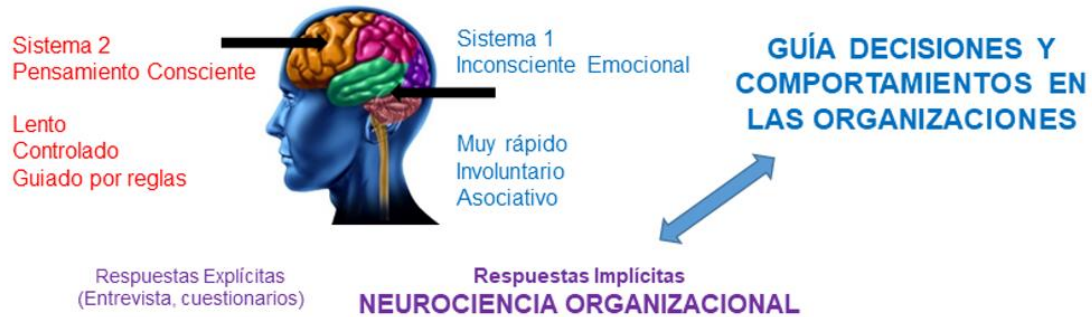 Sistema 2
Pensamiento Consciente
Lento
Controlado
Guiado por reglas
Sistema 1
Inconsciente Emocional
Muy rápido
Involuntario
Asociativo
GUÍA DECISIONES Y
COMPORTAMIENTOS EN
LAS ORGANIZACIONES
Respuestas Explícitas
(Entrevista, cuestionarios)
Respuestas Implícitas
NEUROCIENCIA ORGANIZACIONAL